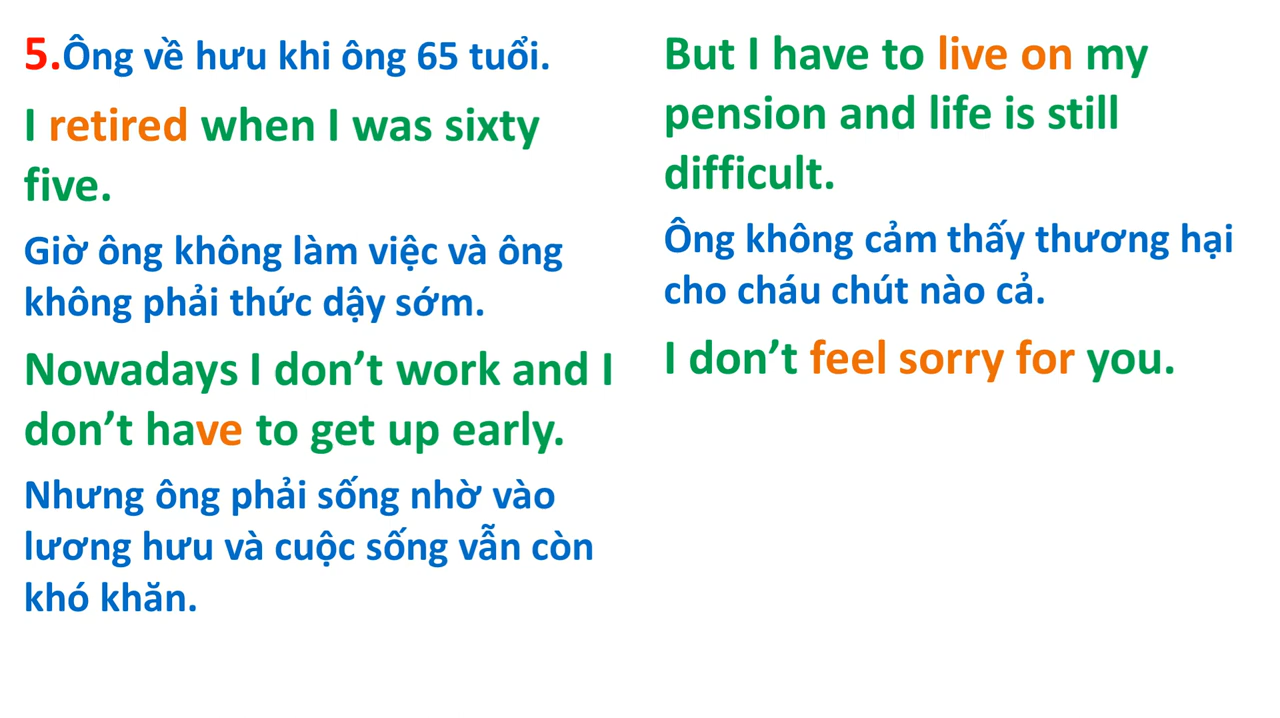 5.Ông về hưu khi ông 65 tuổi.
I retired when I was sixty
five.
Giờ ông không làm việc và ông
không phải thức dậy sớm.
Nowadays I don’t work and I
don’t have to get up early.
Nhưng ông phải sống nhờ vào
lương hưu và cuộc sống vẫn còn
khó khăn.
But I have to live on my
pension and life is still
difficult.
Ông không cảm thấy thương hại
cho cháu chút nào cả.
I don’t feel sorry for you.